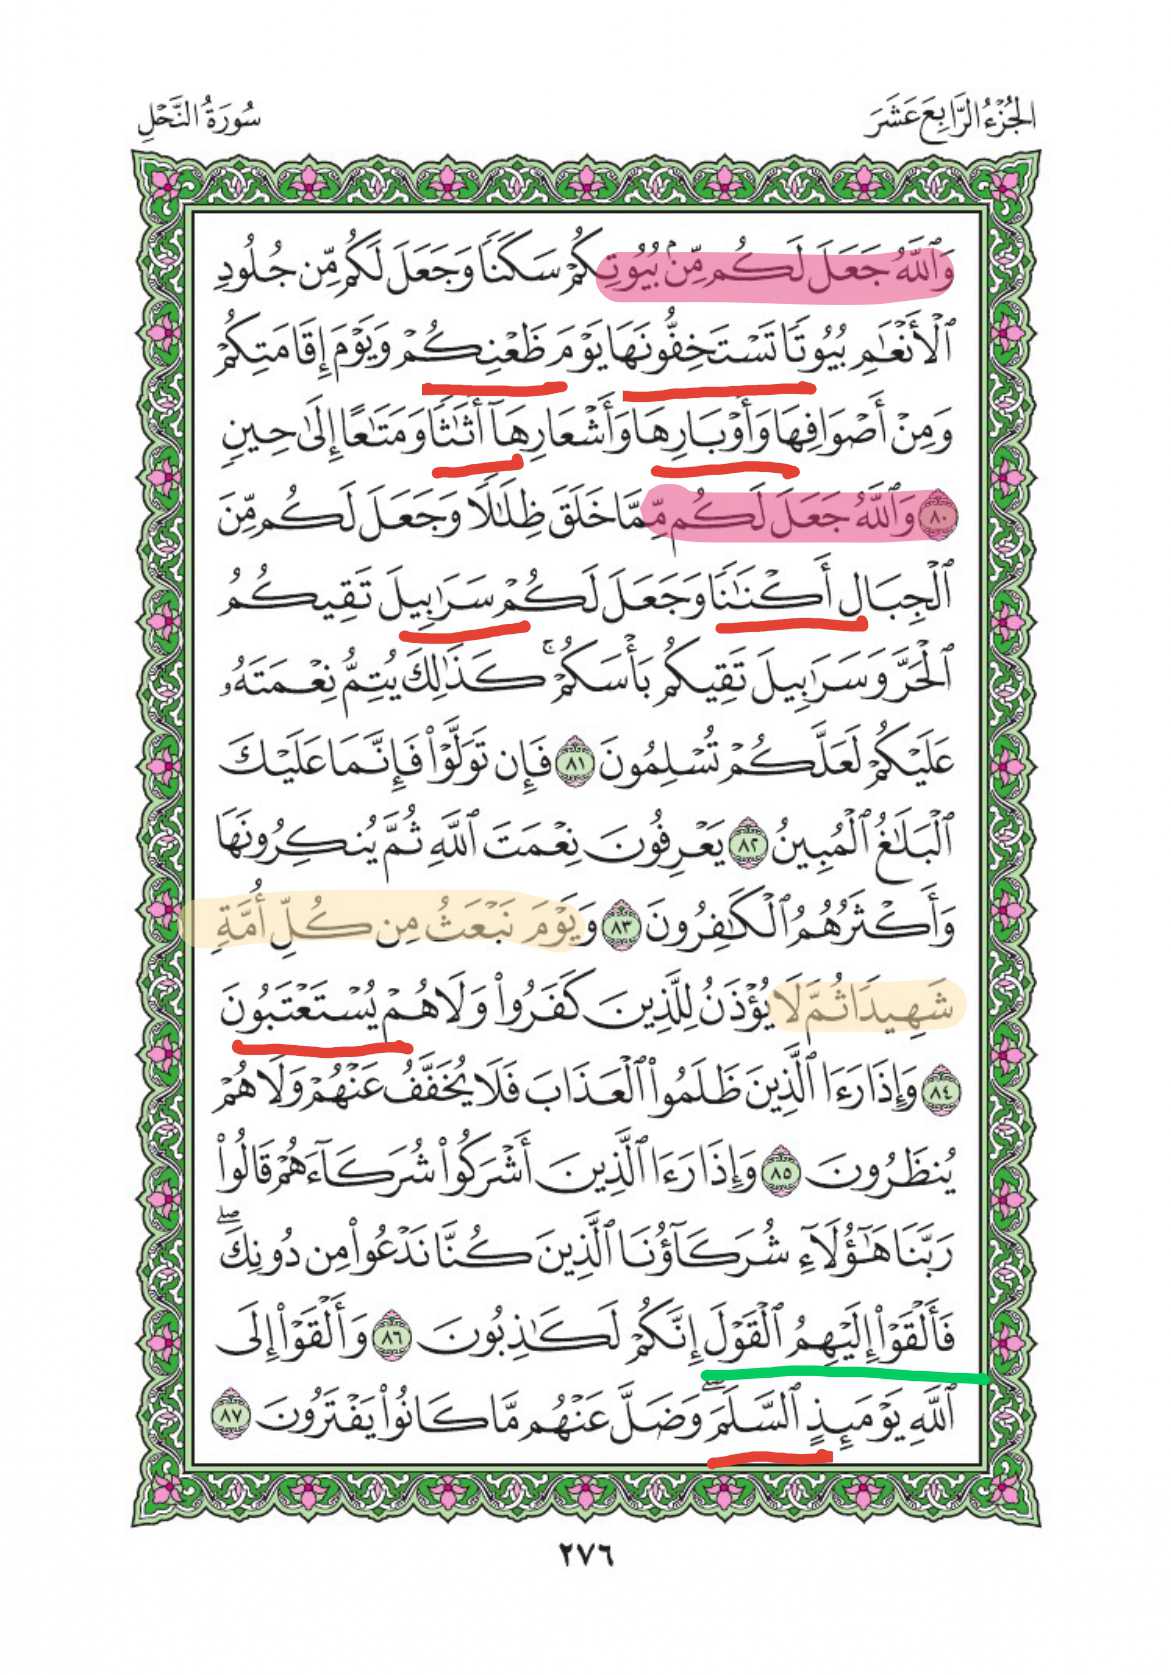 الجُزْءُ الرَّابِعَ عَشَرَ
سُورَةُ النَّحْلِ
وَٱللَّهُ جَعَلَ لَكُم مِّنۢ بُيُوتِكُمْ سَكَنًا وَجَعَلَ لَكُم مِّن جُلُودِ
ٱلْأَنْعَٰمِ بُيُوتًا تَسْتَخِفُّونَهَا يَوْمَ ظَعْنِكُمْ وَيَوْمَ إِقَامَتِكُمْ
وَمِنْ أَصْوَافِهَا وَأَوْبَارِهَا وَأَشْعَارِهَآ أَثَٰثًا وَمَتَٰعًا إِلَىٰ حِينٍ
٨٠ وَٱللَّهُ جَعَلَ لَكُم مِّمَّا خَلَقَ ظِلَٰلًا وَجَعَلَ لَكُم مِّنَ
ٱلْجِبَالِ أَكْنَٰنًا وَجَعَلَ لَكُمْ سَرَٰبِيلَ تَقِيكُمُ
ٱلْحَرَّ وَسَرَٰبِيلَ تَقِيكُم بَأْسَكُمْ ۚ كَذَٰلِكَ يُتِمُّ نِعْمَتَهُۥ
عَلَيْكُمْ لَعَلَّكُمْ تُسْلِمُونَ ٨١ فَإِن تَوَلَّوْا۟ فَإِنَّمَا عَلَيْكَ
ٱلْبَلَٰغُ ٱلْمُبِينُ ٨٢ يَعْرِفُونَ نِعْمَتَ ٱللَّهِ ثُمَّ يُنكِرُونَهَا
وَأَكْثَرُهُمُ ٱلْكَٰفِرُونَ ٨٣ وَيَوْمَ نَبْعَثُ مِن كُلِّ أُمَّةٍ
شَهِيدًا ثُمَّ لَا يُؤْذَنُ لِلَّذِينَ كَفَرُوا۟ وَلَا هُمْ يُسْتَعْتَبُونَ
٨٤ وَإِذَا رَءَا ٱلَّذِينَ ظَلَمُوا۟ ٱلْعَذَابَ فَلَا يُخَفَّفُ عَنْهُمْ وَلَا هُمْ
يُنظَرُونَ ٨٥ وَإِذَا رَءَا ٱلَّذِينَ أَشْرَكُوا۟ شُرَكَآءَهُمْ قَالُوا۟
رَبَّنَا هَٰٓؤُلَآءِ شُرَكَآؤُنَا ٱلَّذِينَ كُنَّا نَدْعُوا۟ مِن دُونِكَ ۖ
فَأَلْقَوْا۟ إِلَيْهِمُ ٱلْقَوْلَ إِنَّكُمْ لَكَٰذِبُونَ ٨٦ وَأَلْقَوْا۟ إِلَى
ٱللَّهِ يَوْمَئِذٍ ٱلسَّلَمَ ۖ وَضَلَّ عَنْهُم مَّا كَانُوا۟ يَفْتَرُونَ ٨٧
٢٧٦